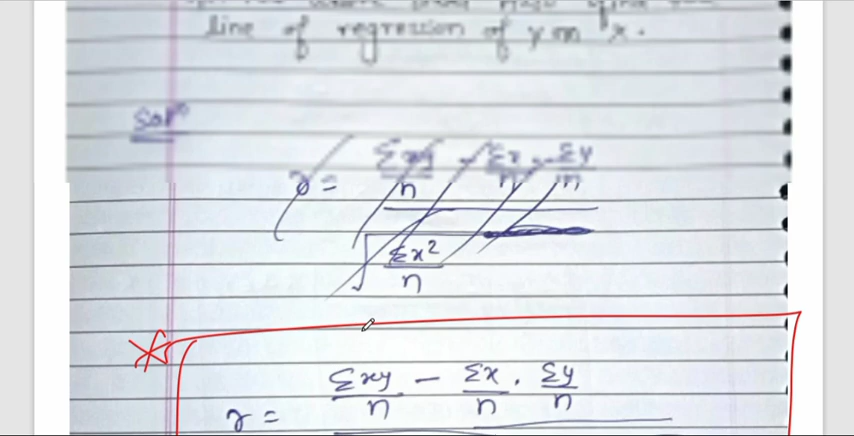 line of regression of y on x.
Solⁿ
r = Σxy/n - Σx/n . Σy/n
√ Σx²/n
r = Σxy/n - Σx/n . Σy/n